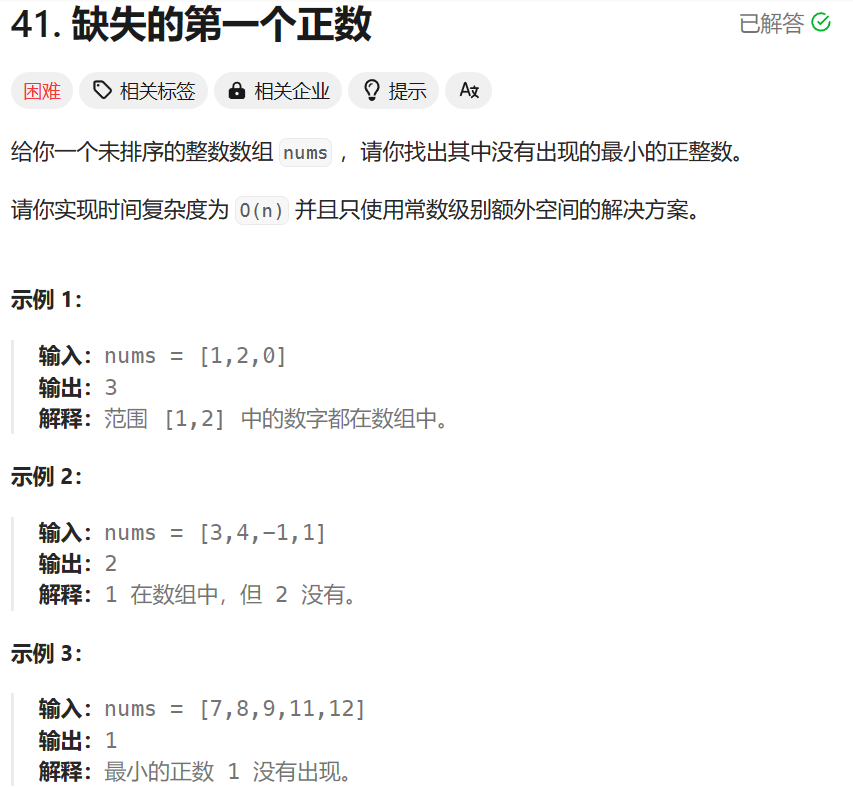 41. 缺失的第一个正数
已解答
困难 相关标签 相关企业 提示
给你一个未排序的整数数组 nums ，请你找出其中没有出现的最小的正整数。
请你实现时间复杂度为 O(n) 并且只使用常数级别额外空间的解决方案。
示例 1：
输入：nums = [1,2,0]
输出：3
解释：范围 [1,2] 中的数字都在数组中。
示例 2：
输入：nums = [3,4,-1,1]
输出：2
解释：1 在数组中，但 2 没有。
示例 3：
输入：nums = [7,8,9,11,12]
输出：1
解释：最小的正数 1 没有出现。